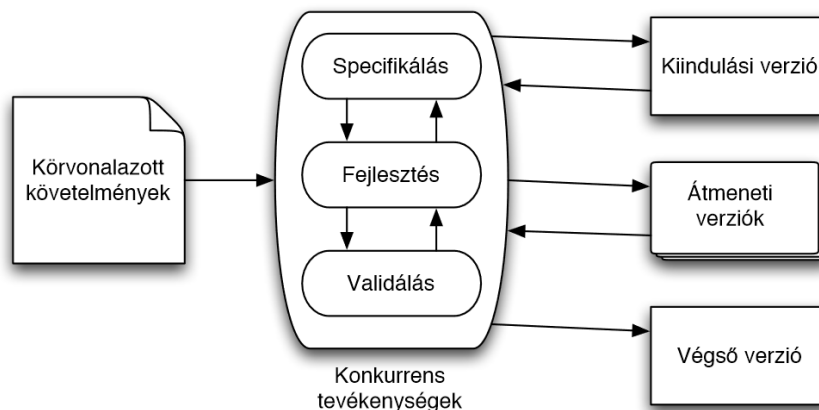 Körvonalazott
követelmények
Specifikálás
Fejlesztés
Validálás
Konkurrens
tevékenységek
Kiindulási verzió
Átmeneti
verziók
Végső verzió